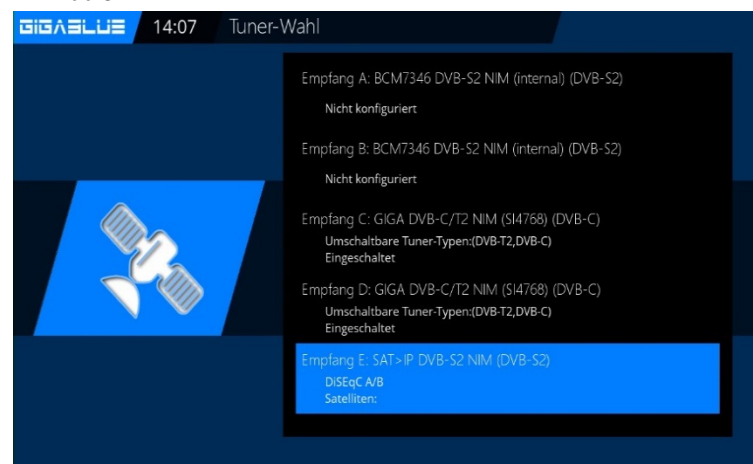 GIGABLUE 14:07 Tuner-Wahl
Empfang A: BCM7346 DVB-S2 NIM (internal) (DVB-S2)
Nicht konfiguriert
Empfang B: BCM7346 DVB-S2 NIM (internal) (DVB-S2)
Nicht konfiguriert
Empfang C: GIGA DVB-C/T2 NIM (SI4768) (DVB-C)
Umschaltbare Tuner-Typen:(DVB-T2,DVB-C)
Eingeschaltet
Empfang D: GIGA DVB-C/T2 NIM (SI4768) (DVB-C)
Umschaltbare Tuner-Typen:(DVB-T2,DVB-C)
Eingeschaltet
Empfang E: SAT>IP DVB-S2 NIM (DVB-S2)
DiSEqC A/B
Satelliten: